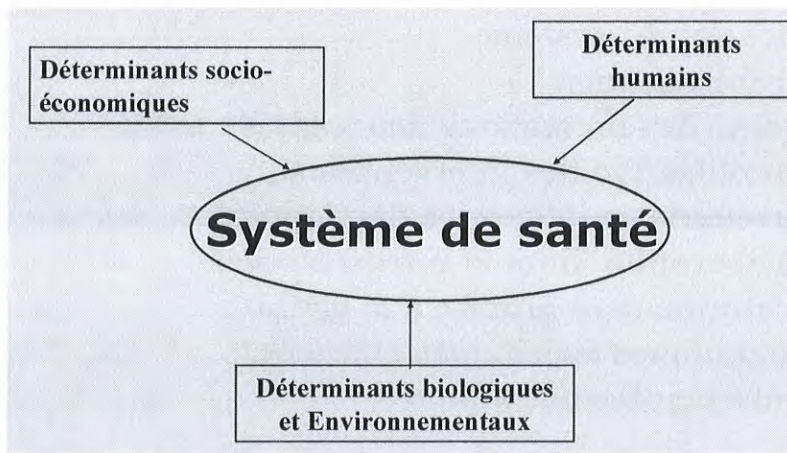 Déterminants socio-
économiques
Déterminants
humains
Système de santé
Déterminants biologiques
et Environnementaux